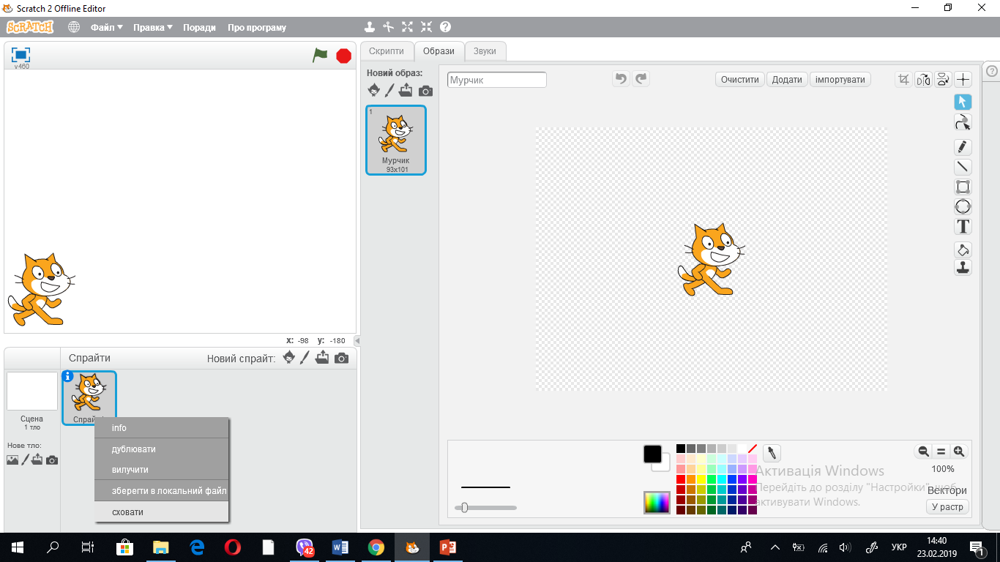 Scratch 2 Offline Editor
SCRATCH Файл Правка Поради Про програму
v460
Скрипти Образи Звуки
Новий образ:
Мурчик
Очистити Додати імпортувати
1
Мурчик
93x101
x: -98 y: -180
Спрайти Новий спрайт:
Сцена
1 тло
Нове тло:
info
дублювати
вилучити
зберегти в локальний файл
сховати
100%
Вектори
У растр
Активація Windows
Перейдіть до розділу "Настройки", щоб
активувати Windows.
42
УКР
14:40
23.02.2019
1